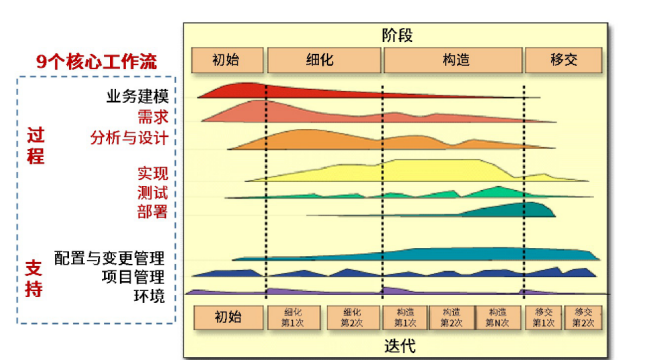 阶段
9个核心工作流
初始 细化 构造 移交
业务建模
需求
分析与设计
过程
实现
测试
部署
配置与变更管理
支持
项目管理
环境
初始 细化第1次 细化第2次 构造第1次 构造第2次 构造第N次 移交第1次 移交第2次
迭代